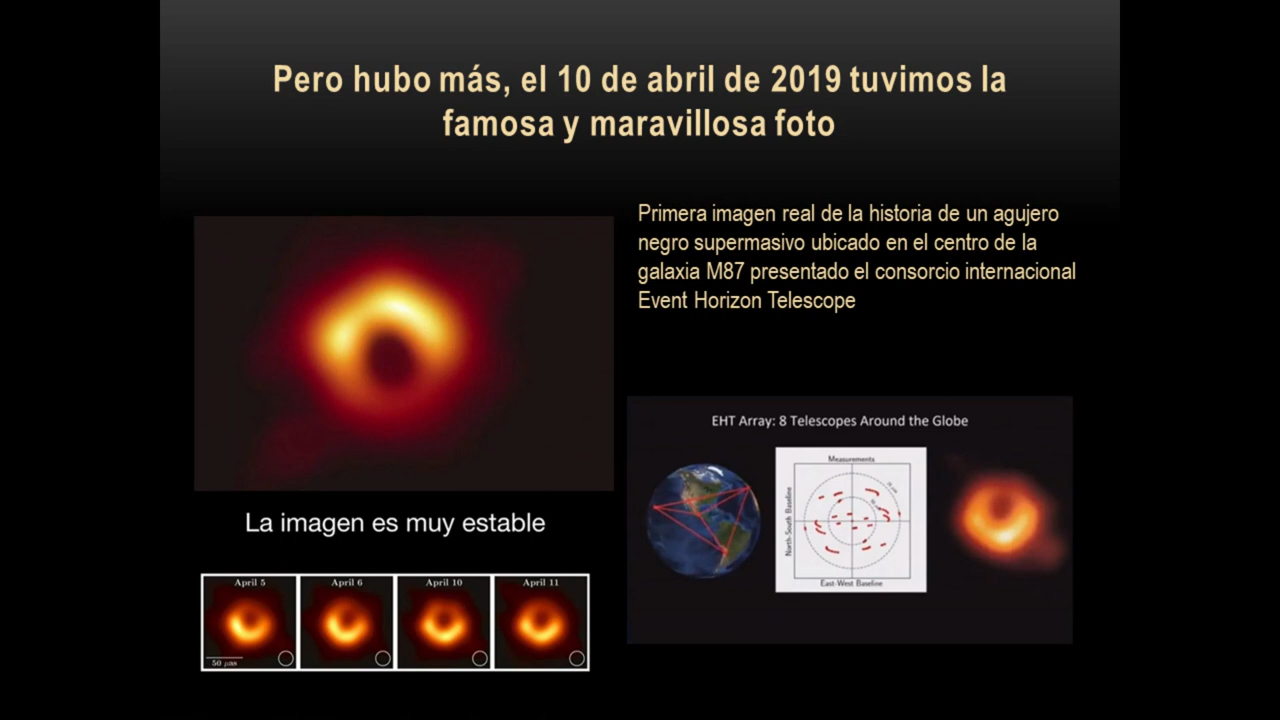 Pero hubo más, el 10 de abril de 2019 tuvimos la
famosa y maravillosa foto
Primera imagen real de la historia de un agujero
negro supermasivo ubicado en el centro de la
galaxia M87 presentado el consorcio internacional
Event Horizon Telescope
La imagen es muy estable
April 5
April 6
April 10
April 11
50 μas
EHT Array: 8 Telescopes Around the Globe
Measurements
North-South Baseline
East-West Baseline